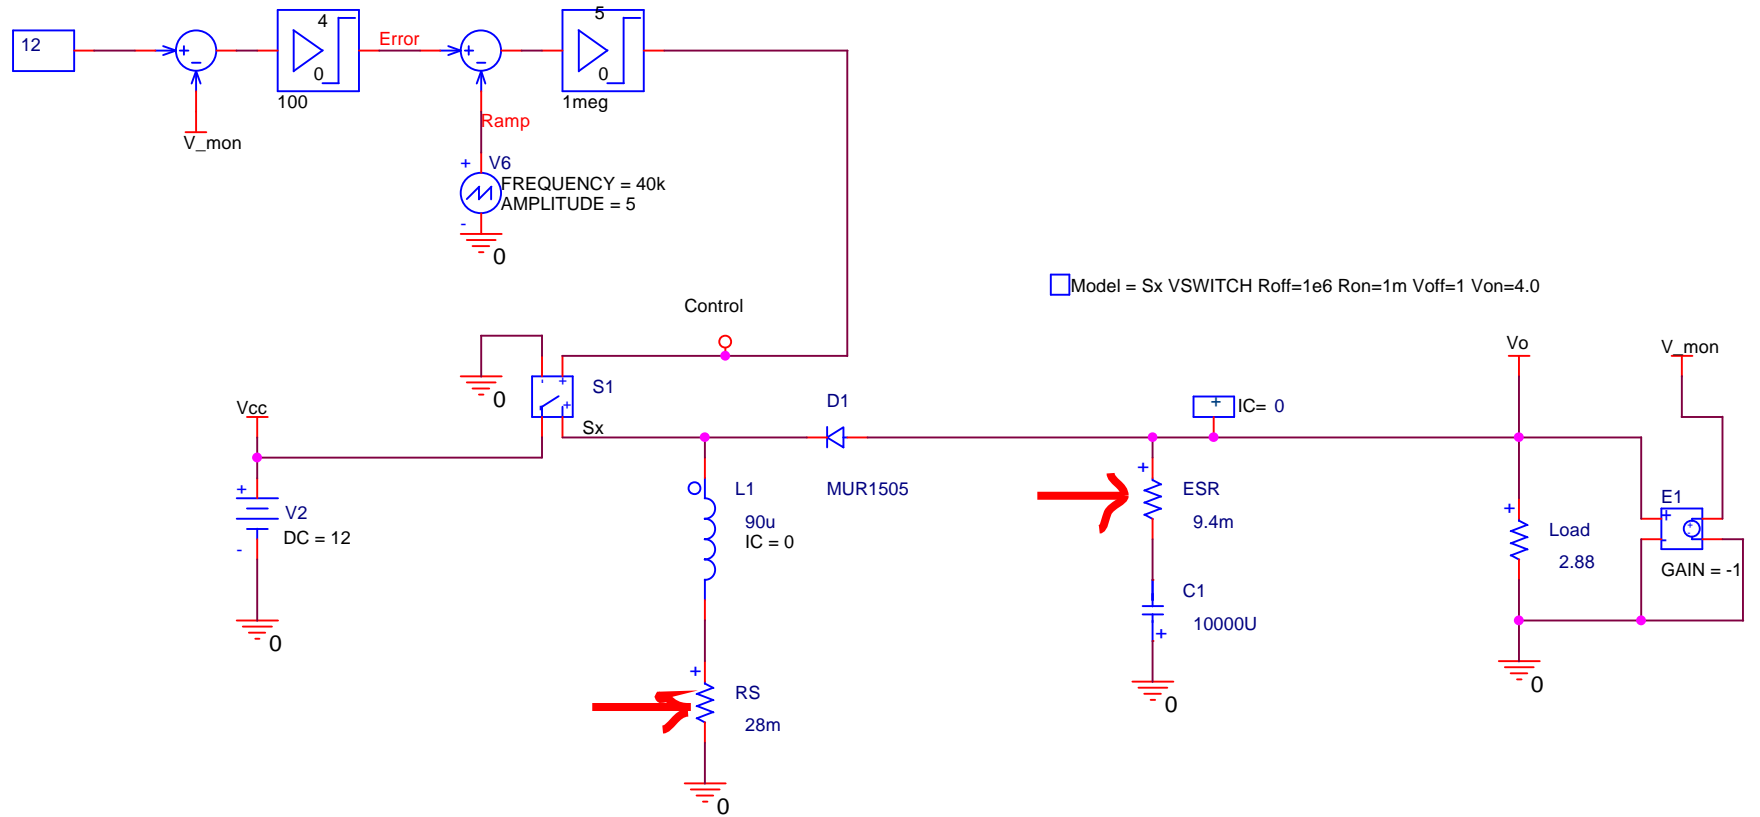 12
4
0
100
Error
5
0
1meg
V_mon
Ramp
+ V6
FREQUENCY = 40k
AMPLITUDE = 5
-
0
Model = Sx VSWITCH Roff=1e6 Ron=1m Voff=1 Von=4.0
Control
0
S1
Sx
Vcc
+
V2
DC = 12
-
0
D1
MUR1505
L1
90u
IC = 0
+
RS
28m
0
+
IC= 0
+
ESR
9.4m
C1
10000U
+
0
Vo
V_mon
+
Load
2.88
0
E1
+
-
GAIN = -1